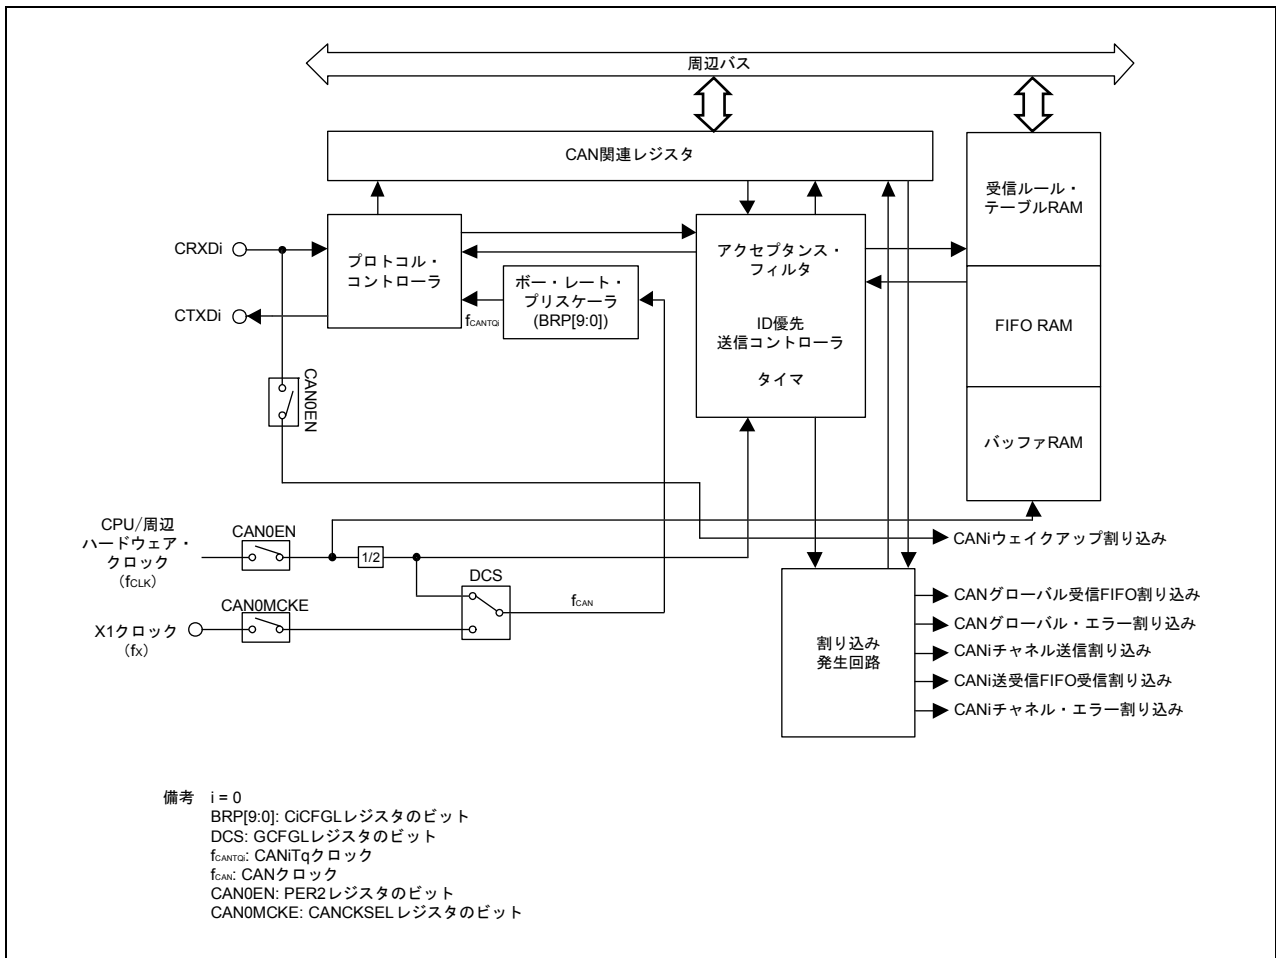 周辺バス
CAN関連レジスタ
受信ルール・
テーブルRAM
FIFO RAM
バッファRAM
CRXDi
CTXDi
プロトコル・
コントローラ
fCANTQi
ボー・レート・
プリスケーラ
(BRP[9:0])
アクセプタンス・
フィルタ
ID優先
送信コントローラ
タイマ
CAN0EN
CPU/周辺
ハードウェア・
クロック
(fCLK)
CAN0EN
1/2
DCS
fCAN
CAN0MCKE
X1クロック
(fX)
割り込み
発生回路
CANiウェイクアップ割り込み
CANグローバル受信FIFO割り込み
CANグローバル・エラー割り込み
CANiチャネル送信割り込み
CANi送受信FIFO受信割り込み
CANiチャネル・エラー割り込み
備考 i = 0
BRP[9:0]: CiCFGLレジスタのビット
DCS: GCFGLレジスタのビット
fCANTQi: CANiTqクロック
fCAN: CANクロック
CAN0EN: PER2レジスタのビット
CAN0MCKE: CANCKSELレジスタのビット